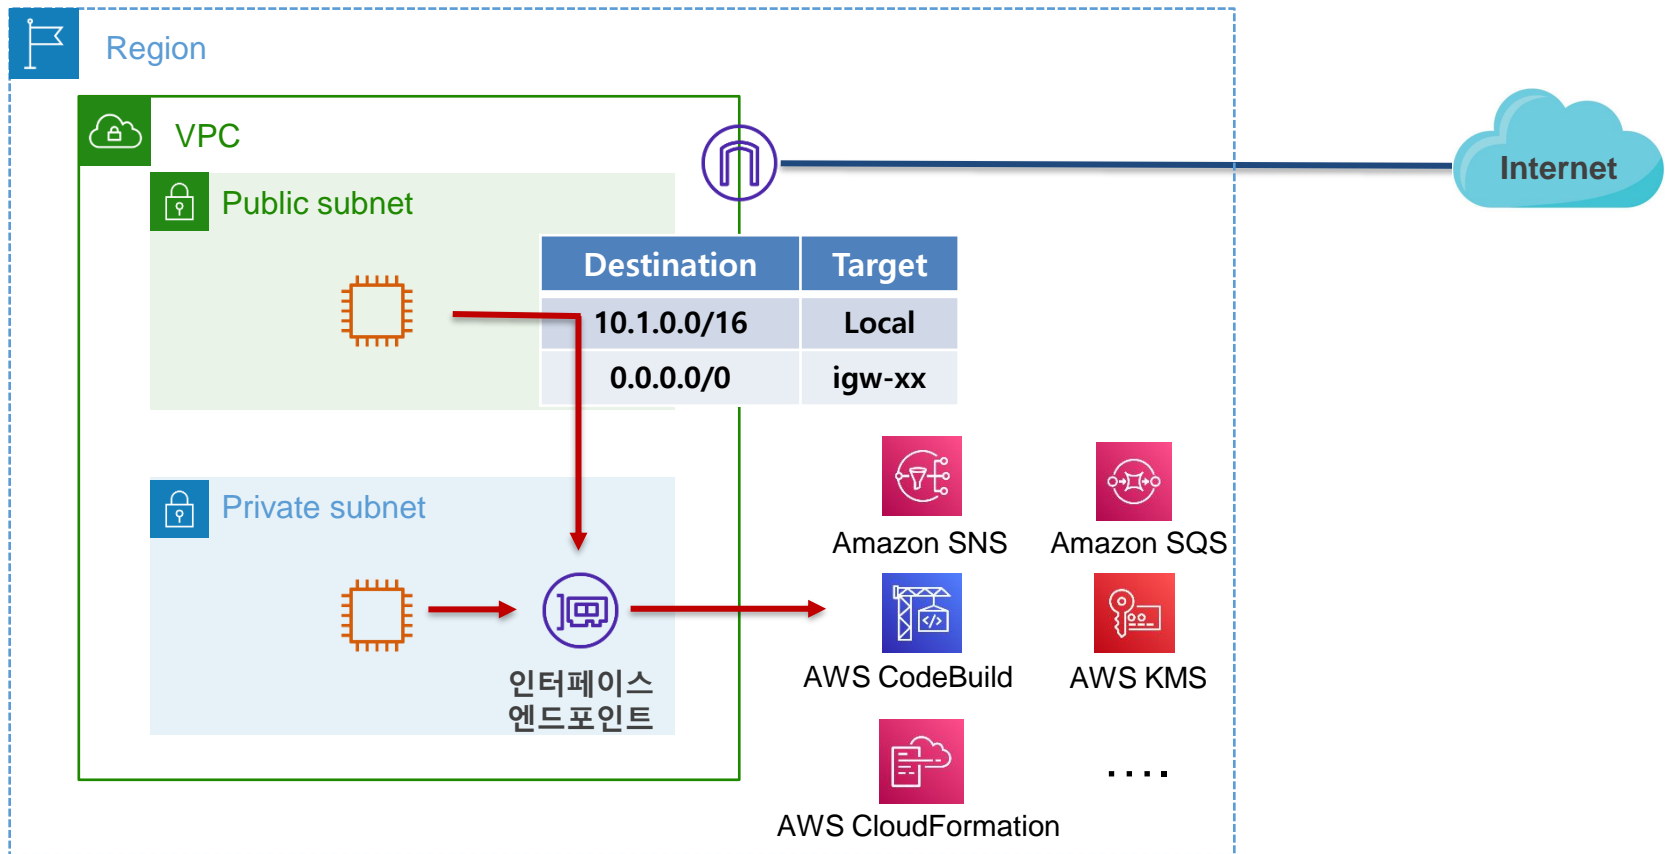 Region
VPC
Internet
Public subnet
Destination Target
10.1.0.0/16 Local
0.0.0.0/0 igw-xx
Private subnet
Amazon SNS Amazon SQS
인터페이스
엔드포인트
AWS CodeBuild AWS KMS
....
AWS CloudFormation